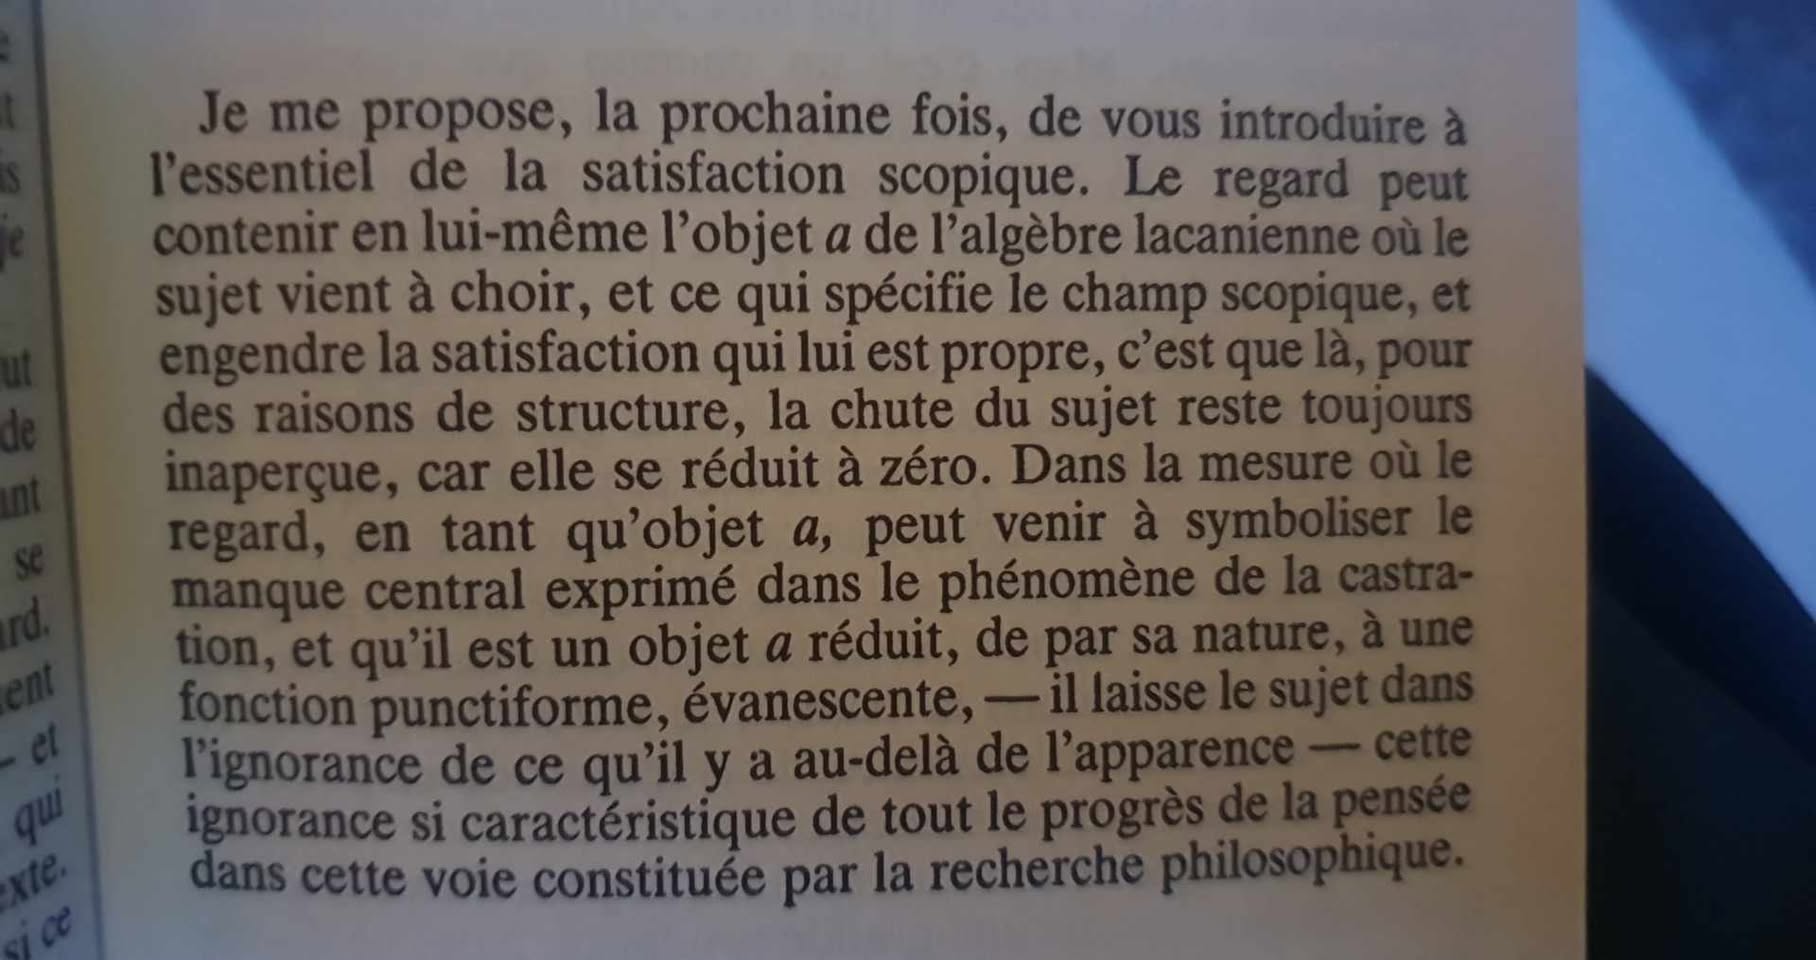 Je me propose, la prochaine fois, de vous introduire à
l'essentiel de la satisfaction scopique. Le regard peut
contenir en lui-même l'objet a de l'algèbre lacanienne où le
sujet vient à choir, et ce qui spécifie le champ scopique, et
engendre la satisfaction qui lui est propre, c'est que là, pour
des raisons de structure, la chute du sujet reste toujours
inaperçue, car elle se réduit à zéro. Dans la mesure où le
regard, en tant qu'objet a, peut venir à symboliser le
manque central exprimé dans le phénomène de la castra-
tion, et qu'il est un objet a réduit, de par sa nature, à une
fonction punctiforme, évanescente, — il laisse le sujet dans
l'ignorance de ce qu'il y a au-delà de l'apparence — cette
ignorance si caractéristique de tout le progrès de la pensée
dans cette voie constituée par la recherche philosophique.